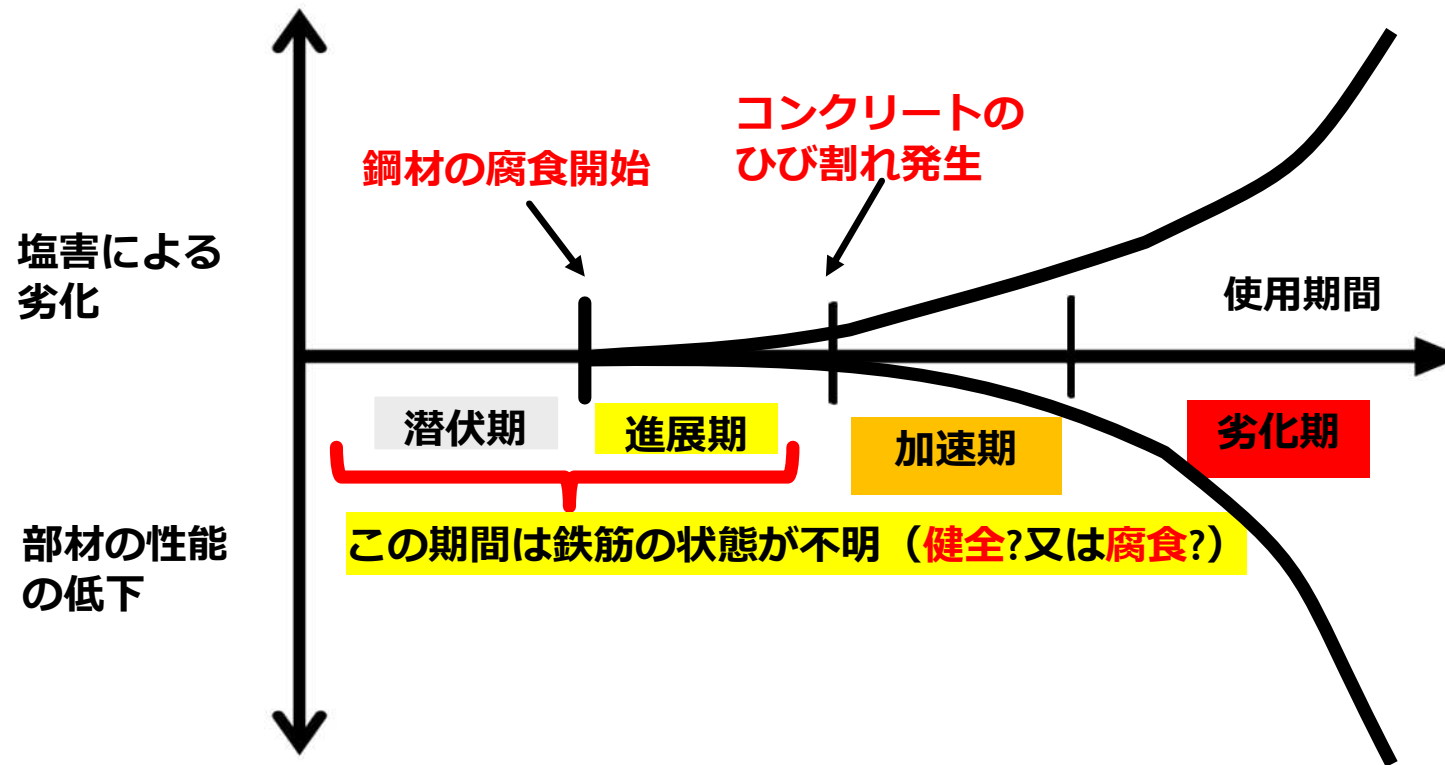 コンクリートの
ひび割れ発生
鋼材の腐食開始
塩害による
劣化
使用期間
潜伏期
進展期
加速期
劣化期
この期間は鉄筋の状態が不明（健全?又は腐食?）
部材の性能
の低下